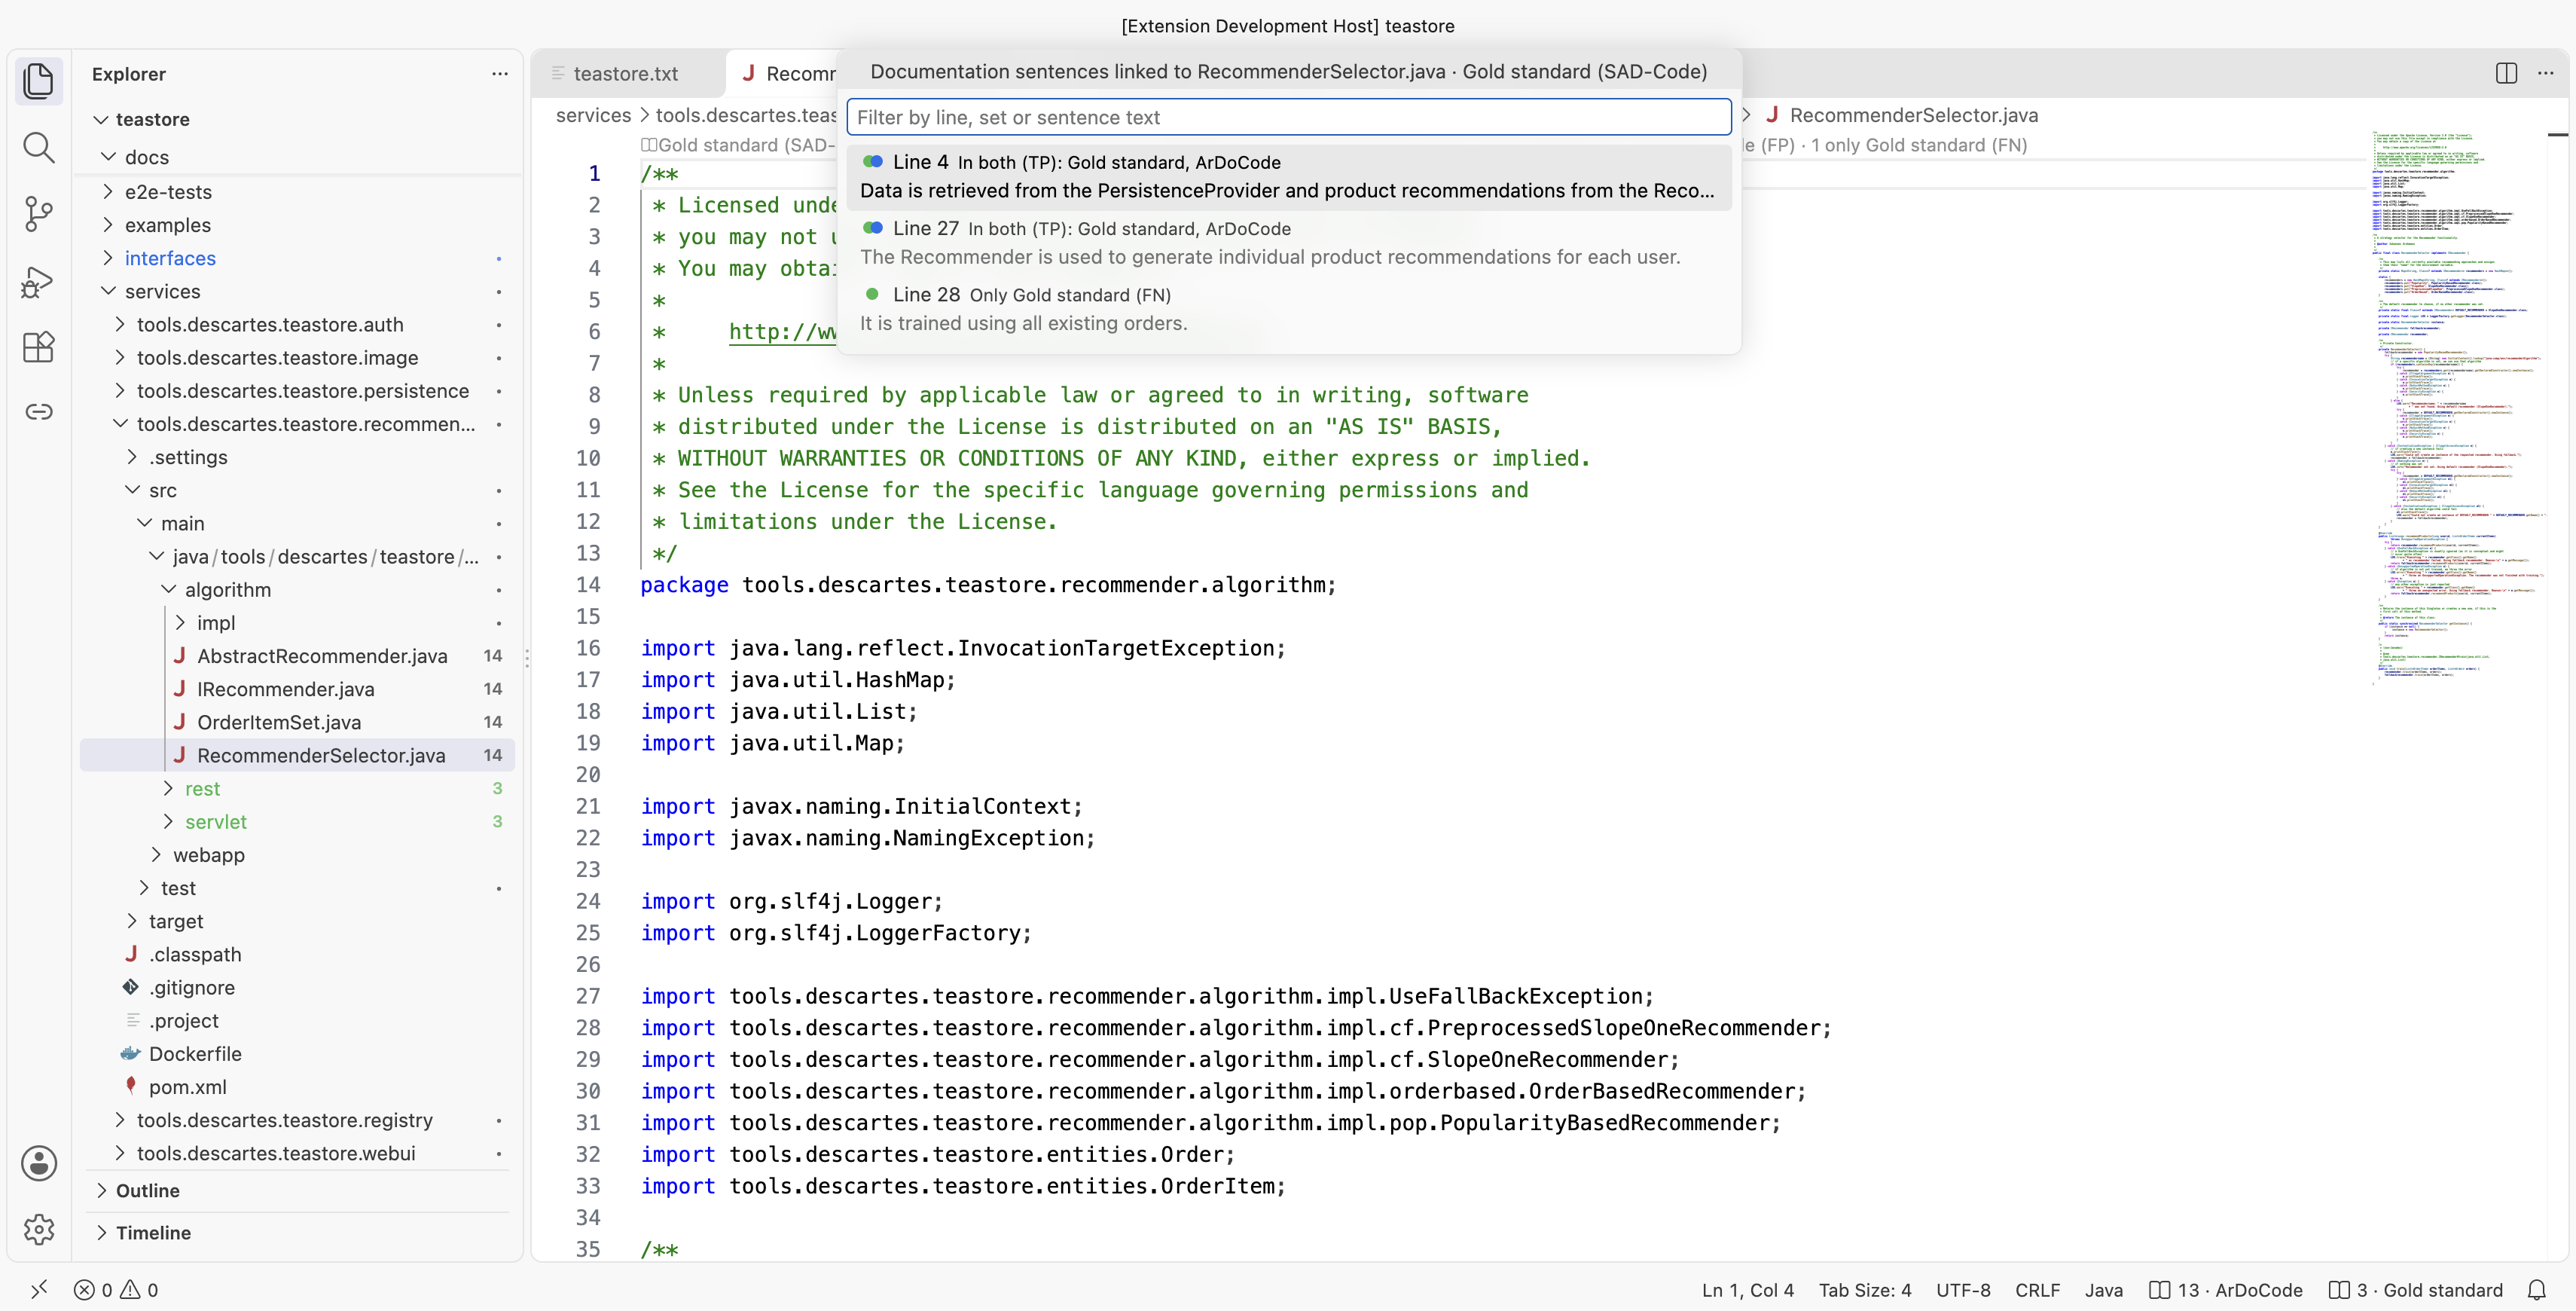 [Extension Development Host] teastore
Explorer
teastore
docs
e2e-tests
examples
interfaces
services
tools.descartes.teastore.auth
tools.descartes.teastore.image
tools.descartes.teastore.persistence
tools.descartes.teastore.recommen...
.settings
src
main
java/tools/descartes/teastore/...
algorithm
impl
AbstractRecommender.java 14
IRecommender.java 14
OrderItemSet.java 14
RecommenderSelector.java 14
rest 3
servlet 3
webapp
test
target
.classpath
.gitignore
.project
Dockerfile
pom.xml
tools.descartes.teastore.registry
tools.descartes.teastore.webui
Outline
Timeline
teastore.txt
Recomm
Documentation sentences linked to RecommenderSelector.java · Gold standard (SAD-Code)
Filter by line, set or sentence text
Line 4 In both (TP): Gold standard, ArDoCode
Data is retrieved from the PersistenceProvider and product recommendations from the Reco...
Line 27 In both (TP): Gold standard, ArDoCode
The Recommender is used to generate individual product recommendations for each user.
Line 28 Only Gold standard (FN)
It is trained using all existing orders.
services > tools.descartes.teas
> RecommenderSelector.java
Gold standard (SAD-
e (FP) · 1 only Gold standard (FN)
1 /**
2 * Licensed unde
3 * you may not u
4 * You may obtai
5 *
6 * http://ww
7 *
8 * Unless required by applicable law or agreed to in writing, software
9 * distributed under the License is distributed on an "AS IS" BASIS,
10 * WITHOUT WARRANTIES OR CONDITIONS OF ANY KIND, either express or implied.
11 * See the License for the specific language governing permissions and
12 * limitations under the License.
13 */
14 package tools.descartes.teastore.recommender.algorithm;
15
16 import java.lang.reflect.InvocationTargetException;
17 import java.util.HashMap;
18 import java.util.List;
19 import java.util.Map;
20
21 import javax.naming.InitialContext;
22 import javax.naming.NamingException;
23
24 import org.slf4j.Logger;
25 import org.slf4j.LoggerFactory;
26
27 import tools.descartes.teastore.recommender.algorithm.impl.UseFallBackException;
28 import tools.descartes.teastore.recommender.algorithm.impl.cf.PreprocessedSlopeOneRecommender;
29 import tools.descartes.teastore.recommender.algorithm.impl.cf.SlopeOneRecommender;
30 import tools.descartes.teastore.recommender.algorithm.impl.orderbased.OrderBasedRecommender;
31 import tools.descartes.teastore.recommender.algorithm.impl.pop.PopularityBasedRecommender;
32 import tools.descartes.teastore.entities.Order;
33 import tools.descartes.teastore.entities.OrderItem;
34
35 /**
0 0
Ln 1, Col 4 Tab Size: 4 UTF-8 CRLF Java 13 · ArDoCode 3 · Gold standard